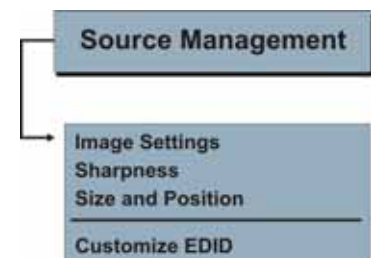 Source Management
Image Settings
Sharpness
Size and Position
Customize EDID